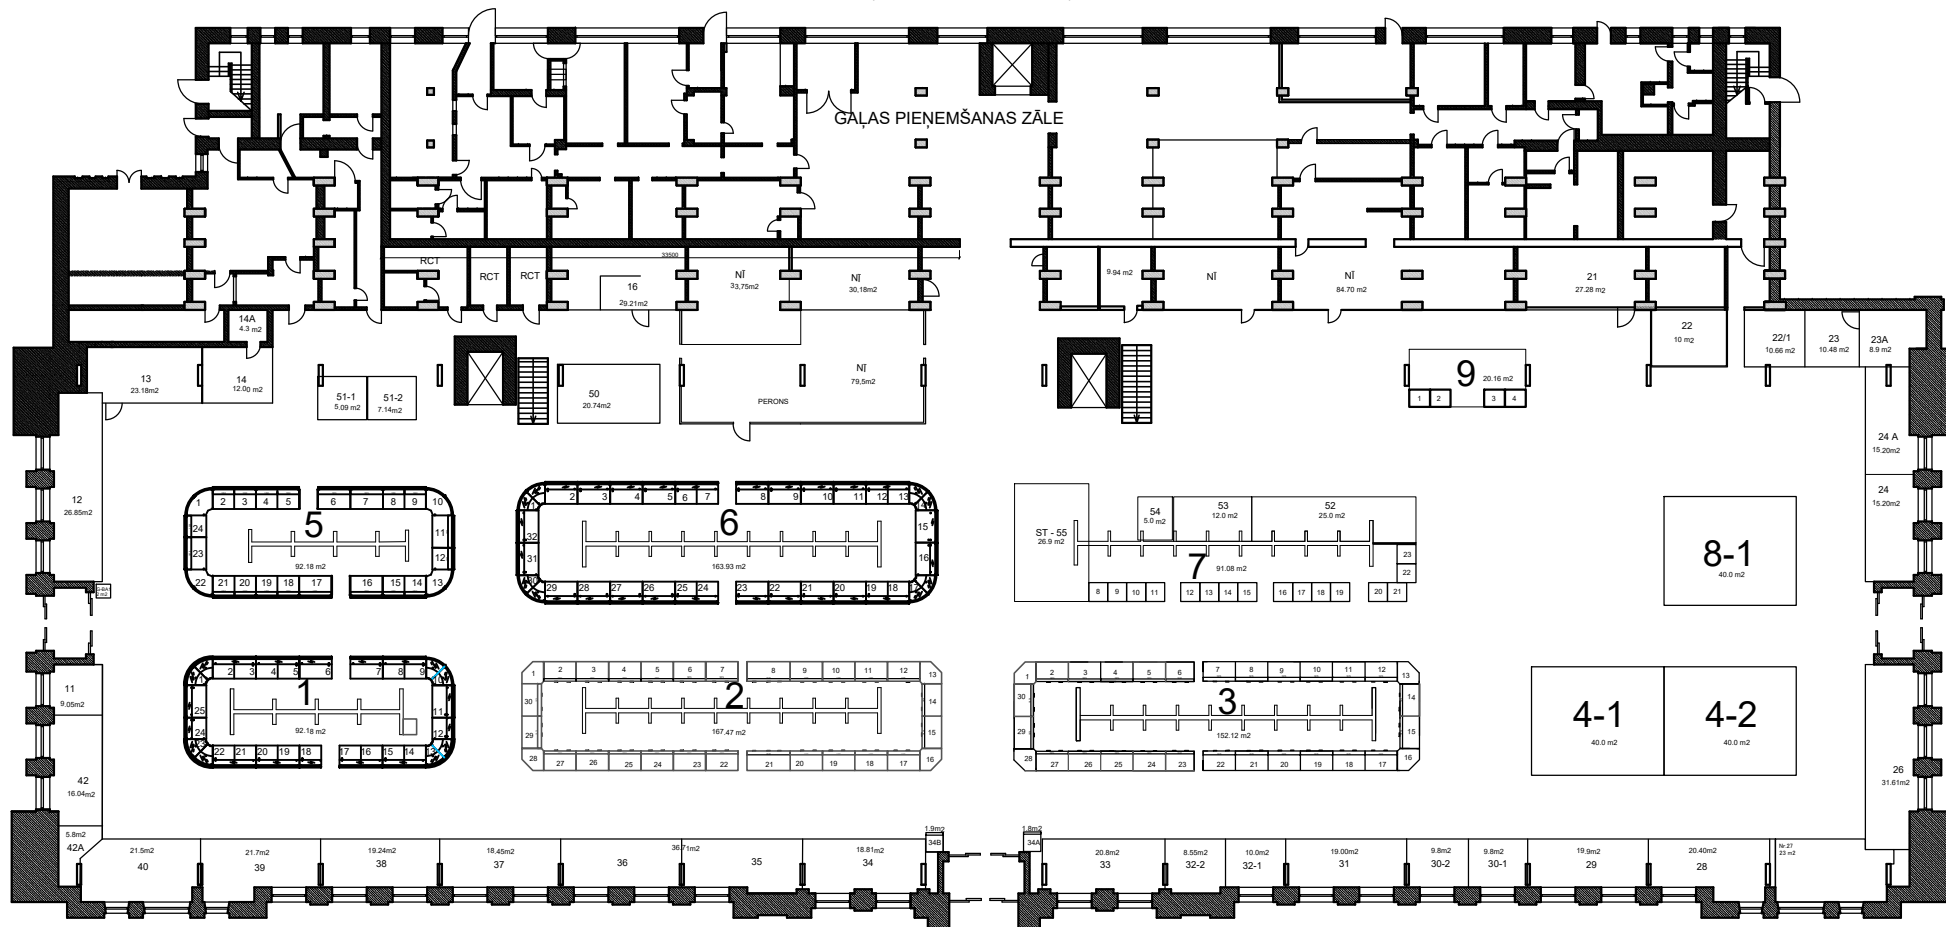 GAĻAS PIEŅEMŠANAS ZĀLE
RCT
RCT
RCT
33500
16
29.21m2
NĪ
33,75m2
NĪ
30,18m2
9.94 m2
NĪ
NĪ
84.70 m2
21
27.28 m2
14A
4.3 m2
13
23.18m2
14
12.00 m2
51-1
5.09 m2
51-2
7.14m2
50
20.74m2
NĪ
79,5m2
PERONS
9
20.16 m2
1 2 3 4
22
10 m2
22/1
10.66 m2
23
10.48 m2
23A
8.9 m2
12
26.85m2
24 A
15.20m2
24
15.20m2
1 2 3 4 5 6 7 8 9 10
5
24 11
23 12
92.18 m2
22 21 20 19 18 17 16 15 14 13
2 3 4 5 6 7 8 9 10 11 12 13
6
32 15
31 16
163.93 m2
29 28 27 26 25 24 23 22 21 20 19 18
ST - 55
26.9 m2
54
5.0 m2
53
12.0 m2
52
25.0 m2
7
91.08 m2
23
22
8 9 10 11 12 13 14 15 16 17 18 19 20 21
8-1
40.0 m2
11
9.05m2
42
16.04m2
2 3 4 5 6 7 8 9
1
25 11
24 12
92.18 m2
22 21 20 19 18 17 16 15 14 13
1 2 3 4 5 6 7 8 9 10 11 12 13
2
30 14
29 15
167,47 m2
28 27 26 25 24 23 22 21 20 19 18 17 16
1 2 3 4 5 6 7 8 9 10 11 12 13
3
30 14
29 15
152.12 m2
28 27 26 25 24 23 22 21 20 19 18 17 16
4-1
40.0 m2
4-2
40.0 m2
26
31.61m2
5.8m2
42A
21.5m2
40
21.7m2
39
19.24m2
38
18.45m2
37
36.71m2
36
35
18.81m2
34
1.9m2
34B
1.8m2
34A
20.8m2
33
8.55m2
32-2
10.0m2
32-1
19.00m2
31
9.8m2
30-2
9.8m2
30-1
19.9m2
29
20.40m2
28
Nr.27
23 m2